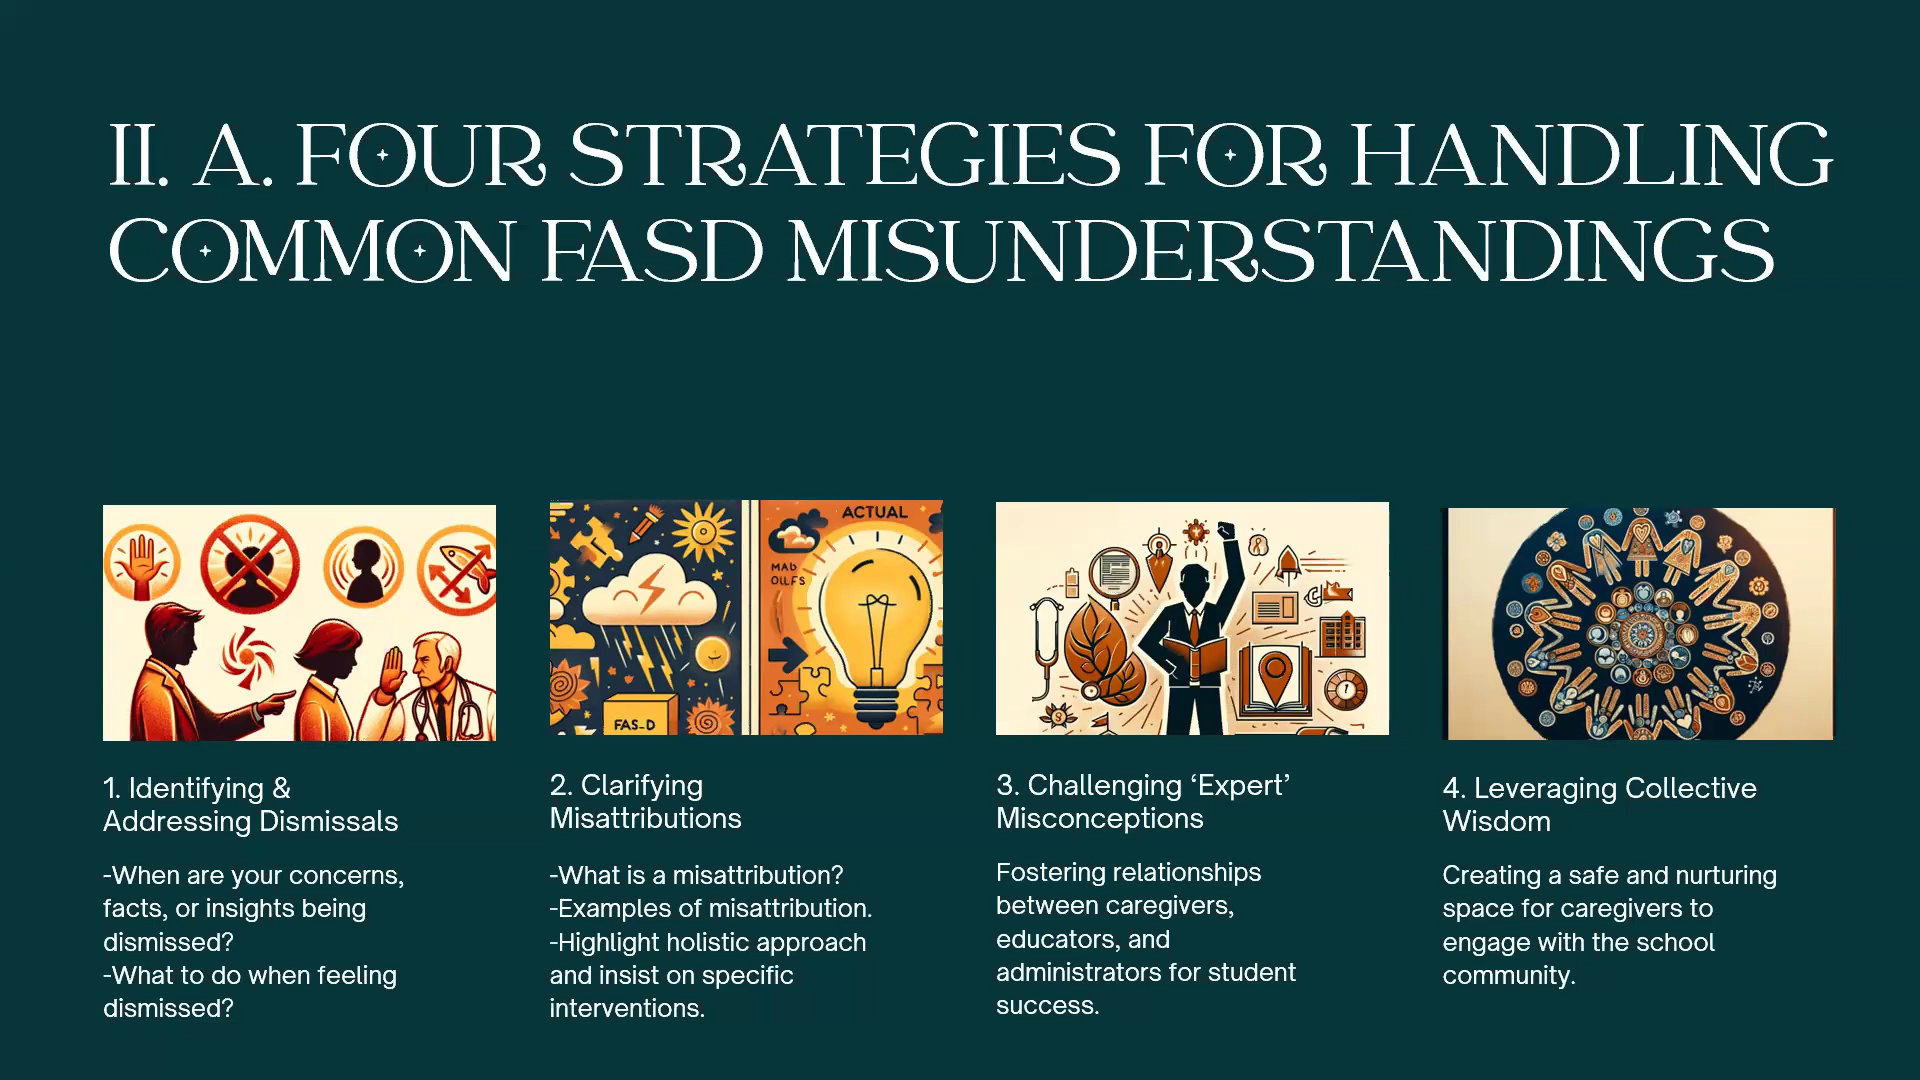 II. A. FOUR STRATEGIES FOR HANDLING
COMMON FASD MISUNDERSTANDINGS
ACTUAL
MAD
OILFS
FAS-D
1. Identifying &
Addressing Dismissals
-When are your concerns,
facts, or insights being
dismissed?
-What to do when feeling
dismissed?
2. Clarifying
Misattributions
-What is a misattribution?
-Examples of misattribution.
-Highlight holistic approach
and insist on specific
interventions.
3. Challenging ‘Expert’
Misconceptions
Fostering relationships
between caregivers,
educators, and
administrators for student
success.
4. Leveraging Collective
Wisdom
Creating a safe and nurturing
space for caregivers to
engage with the school
community.